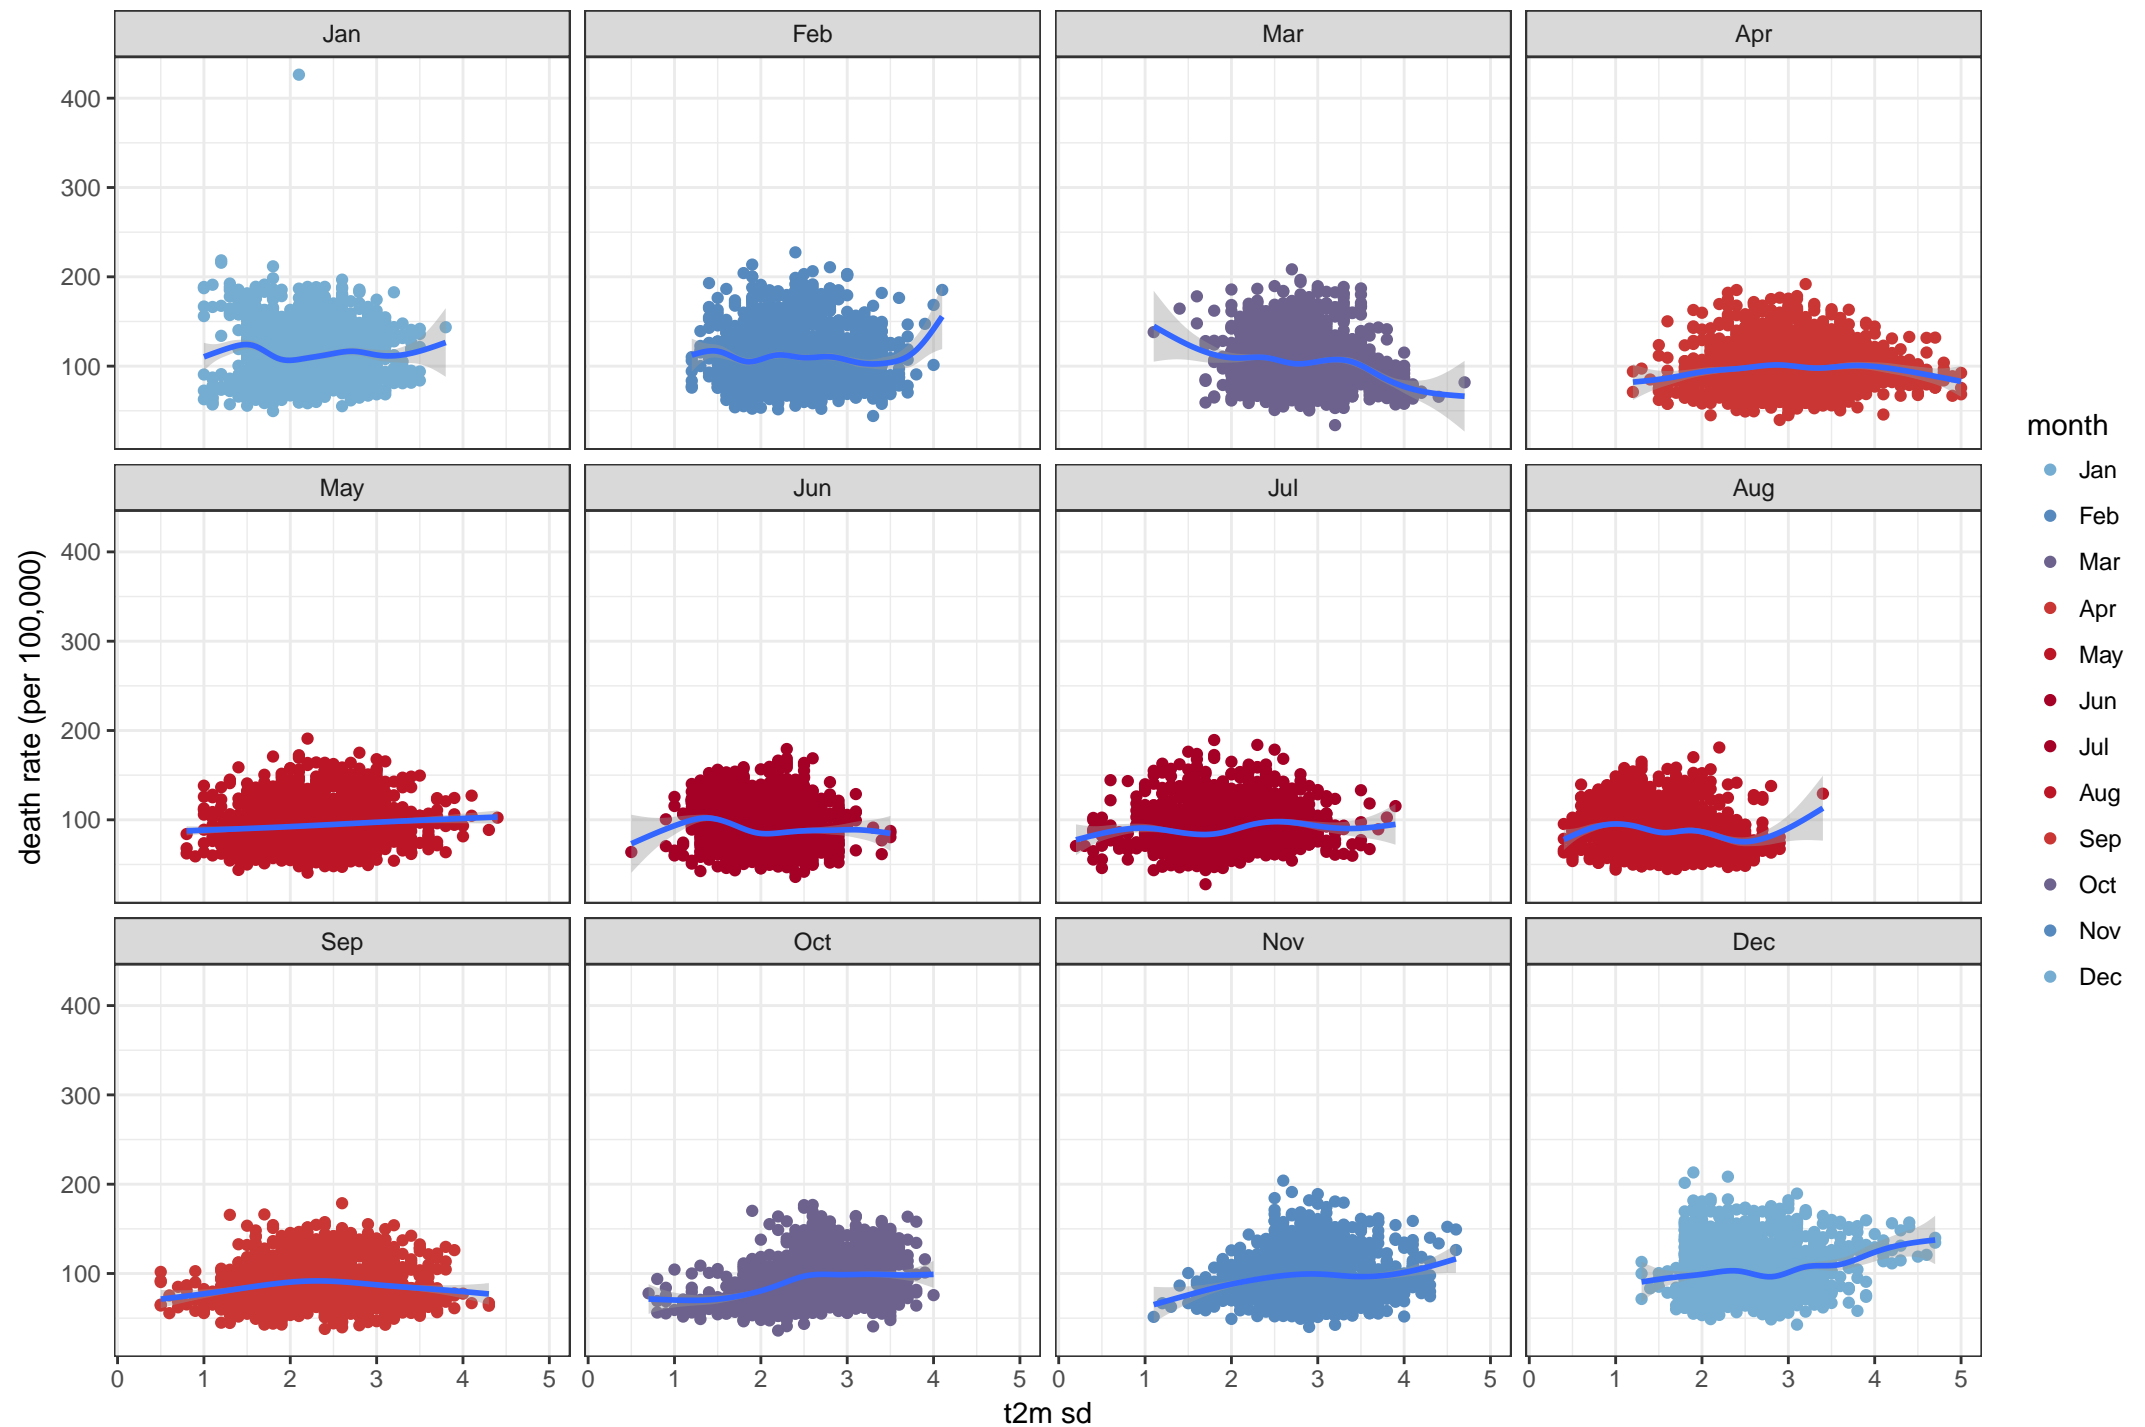 Jan Feb Mar Apr
400
300
200
100
May Jun Jul Aug
400
300
200
100
Sep Oct Nov Dec
400
300
200
100
0 1 2 3 4 5 0 1 2 3 4 5 0 1 2 3 4 5 0 1 2 3 4 5
t2m sd
death rate (per 100,000)
month
Jan
Feb
Mar
Apr
May
Jun
Jul
Aug
Sep
Oct
Nov
Dec